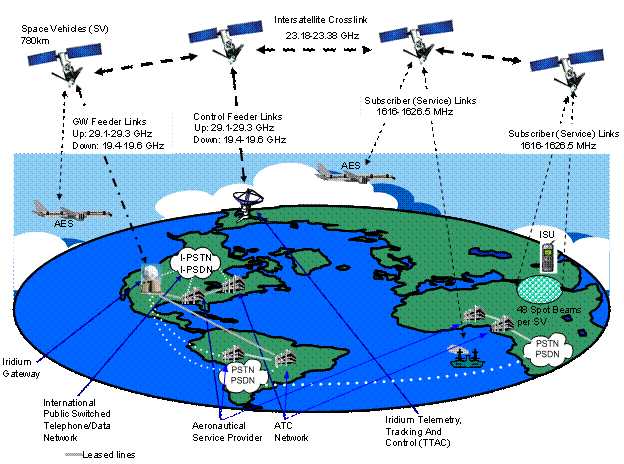 Space Vehicles (SV)
780km
Intersatellite Crosslink
23.18-23.38 GHz
GW Feeder Links
Up: 29.1-29.3 GHz
Down: 19.4-19.6 GHz
Control Feeder Links
Up: 29.1-29.3 GHz
Down: 19.4-19.6 GHz
Subscriber (Service) Links
1616-1626.5 MHz
Subscriber (Service) Links
1616-1626.5 MHz
AES
AES
ISU
I-PSTN
I-PSDN
48 Spot Beams
per SV
PSTN
PSDN
PSTN
PSDN
Iridium
Gateway
International
Public Switched
Telephone/Data
Network
Aeronautical
Service Provider
ATC
Network
Iridium Telemetry,
Tracking And
Control (TTAC)
Leased lines